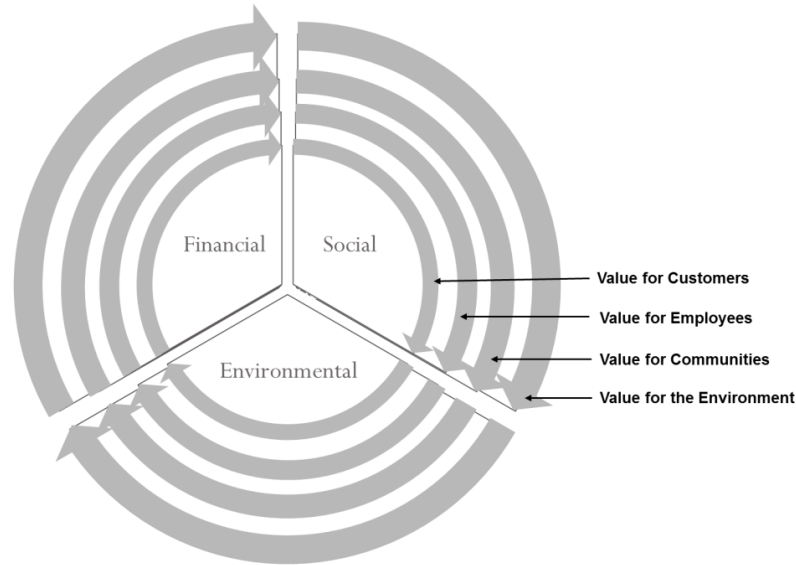 Financial
Social
Value for Customers
Value for Employees
Value for Communities
Environmental
Value for the Environment